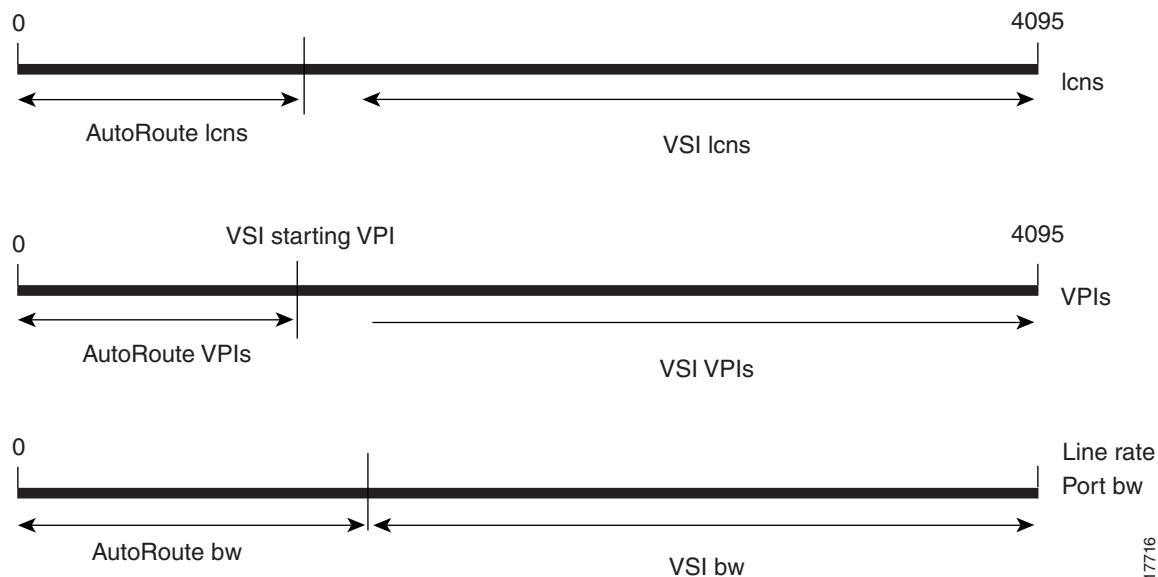 0 4095
lcns
AutoRoute lcns VSI lcns
0 VSI starting VPI 4095
VPIs
AutoRoute VPIs VSI VPIs
0 Line rate
Port bw
AutoRoute bw VSI bw
17716